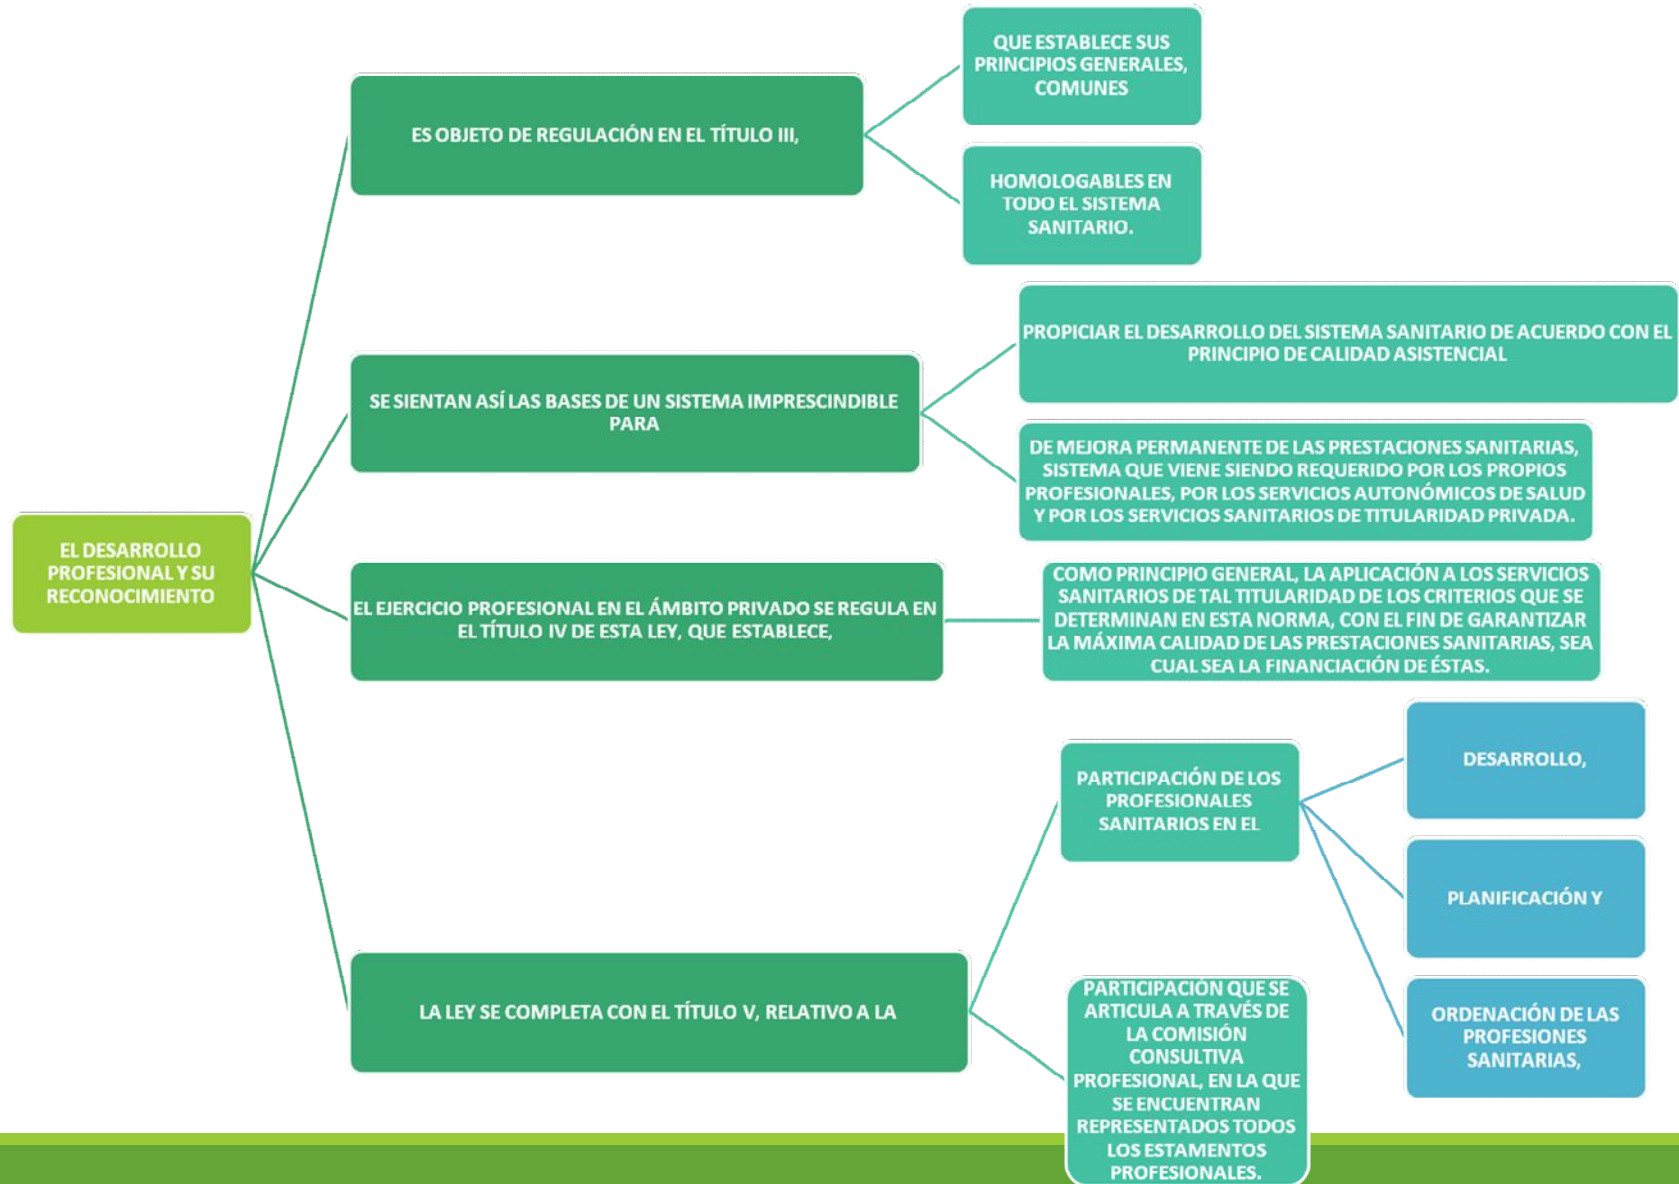 EL DESARROLLO
PROFESIONAL Y SU
RECONOCIMIENTO
ES OBJETO DE REGULACIÓN EN EL TÍTULO III,
QUE ESTABLECE SUS
PRINCIPIOS GENERALES,
COMUNES
HOMOLOGABLES EN
TODO EL SISTEMA
SANITARIO.
SE SIENTAN ASÍ LAS BASES DE UN SISTEMA IMPRESCINDIBLE
PARA
PROPICIAR EL DESARROLLO DEL SISTEMA SANITARIO DE ACUERDO CON EL
PRINCIPIO DE CALIDAD ASISTENCIAL
DE MEJORA PERMANENTE DE LAS PRESTACIONES SANITARIAS,
SISTEMA QUE VIENE SIENDO REQUERIDO POR LOS PROPIOS
PROFESIONALES, POR LOS SERVICIOS AUTONÓMICOS DE SALUD
Y POR LOS SERVICIOS SANITARIOS DE TITULARIDAD PRIVADA.
EL EJERCICIO PROFESIONAL EN EL ÁMBITO PRIVADO SE REGULA EN
EL TÍTULO IV DE ESTA LEY, QUE ESTABLECE,
COMO PRINCIPIO GENERAL, LA APLICACIÓN A LOS SERVICIOS
SANITARIOS DE TAL TITULARIDAD DE LOS CRITERIOS QUE SE
DETERMINAN EN ESTA NORMA, CON EL FIN DE GARANTIZAR
LA MÁXIMA CALIDAD DE LAS PRESTACIONES SANITARIAS, SEA
CUAL SEA LA FINANCIACIÓN DE ÉSTAS.
LA LEY SE COMPLETA CON EL TÍTULO V, RELATIVO A LA
PARTICIPACIÓN DE LOS
PROFESIONALES
SANITARIOS EN EL
DESARROLLO,
PLANIFICACIÓN Y
ORDENACIÓN DE LAS
PROFESIONES
SANITARIAS,
PARTICIPACIÓN QUE SE
ARTICULA A TRAVÉS DE
LA COMISIÓN
CONSULTIVA
PROFESIONAL, EN LA QUE
SE ENCUENTRAN
REPRESENTADOS TODOS
LOS ESTAMENTOS
PROFESIONALES.